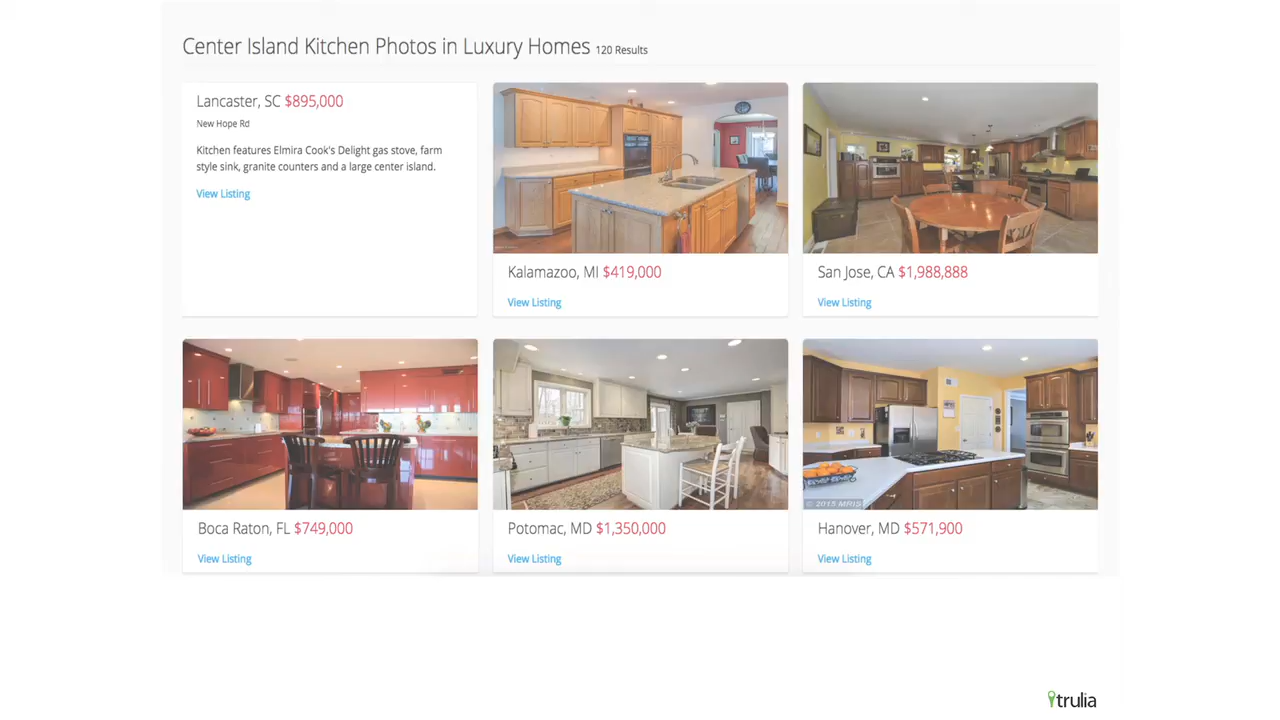 Center Island Kitchen Photos in Luxury Homes 120 Results
Lancaster, SC $895,000
New Hope Rd
Kitchen features Elmira Cook's Delight gas stove, farm
style sink, granite counters and a large center island.
View Listing
Kalamazoo, MI $419,000
View Listing
San Jose, CA $1,988,888
View Listing
Boca Raton, FL $749,000
View Listing
Potomac, MD $1,350,000
View Listing
© 2015 MRIS
Hanover, MD $571,900
View Listing
trulia